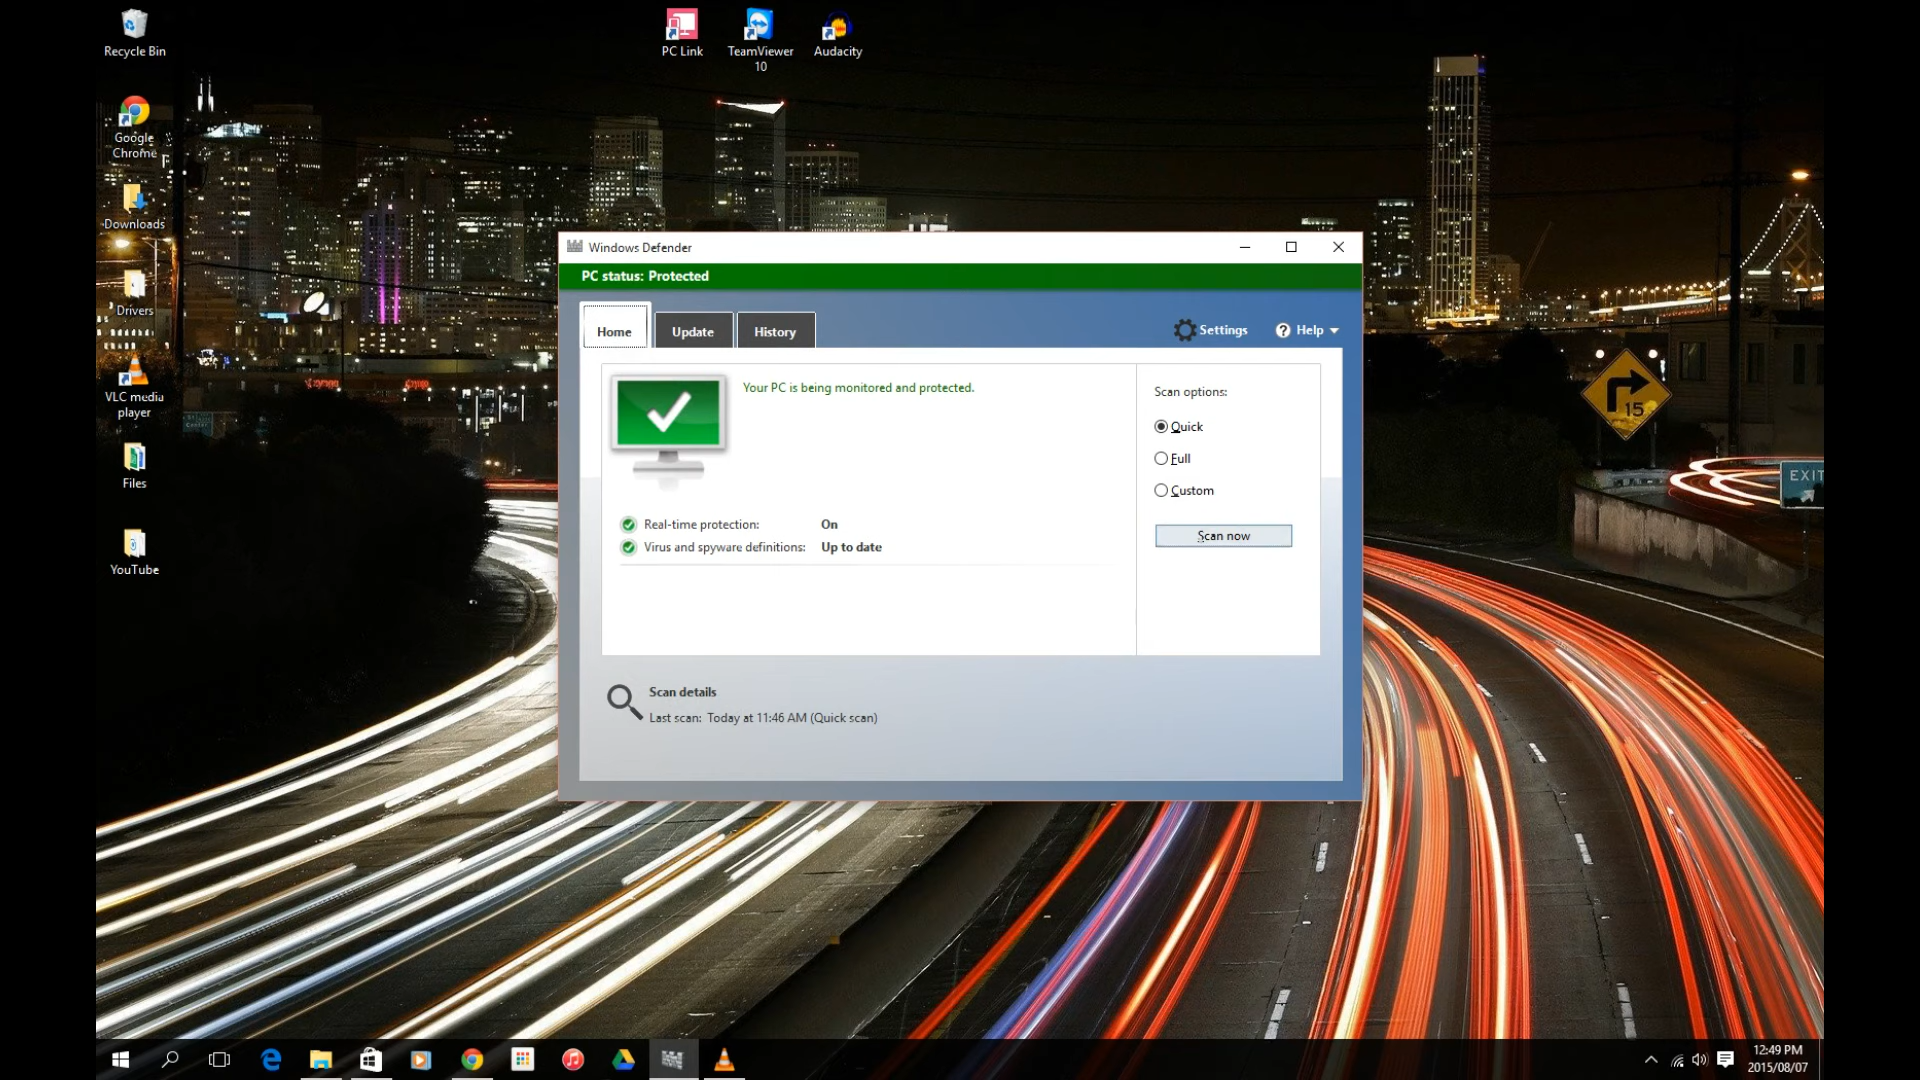 Recycle Bin
PC Link
TeamViewer
10
Audacity
Google
Chrome
Downloads
Drivers
VLC media
player
Files
YouTube
Windows Defender
PC status: Protected
Home
Update
History
Settings
? Help
Your PC is being monitored and protected.
Scan options:
Quick
Full
Custom
Scan now
Real-time protection: On
Virus and spyware definitions: Up to date
Scan details
Last scan: Today at 11:46 AM (Quick scan)
15
EXIT
12:49 PM
2015/08/07